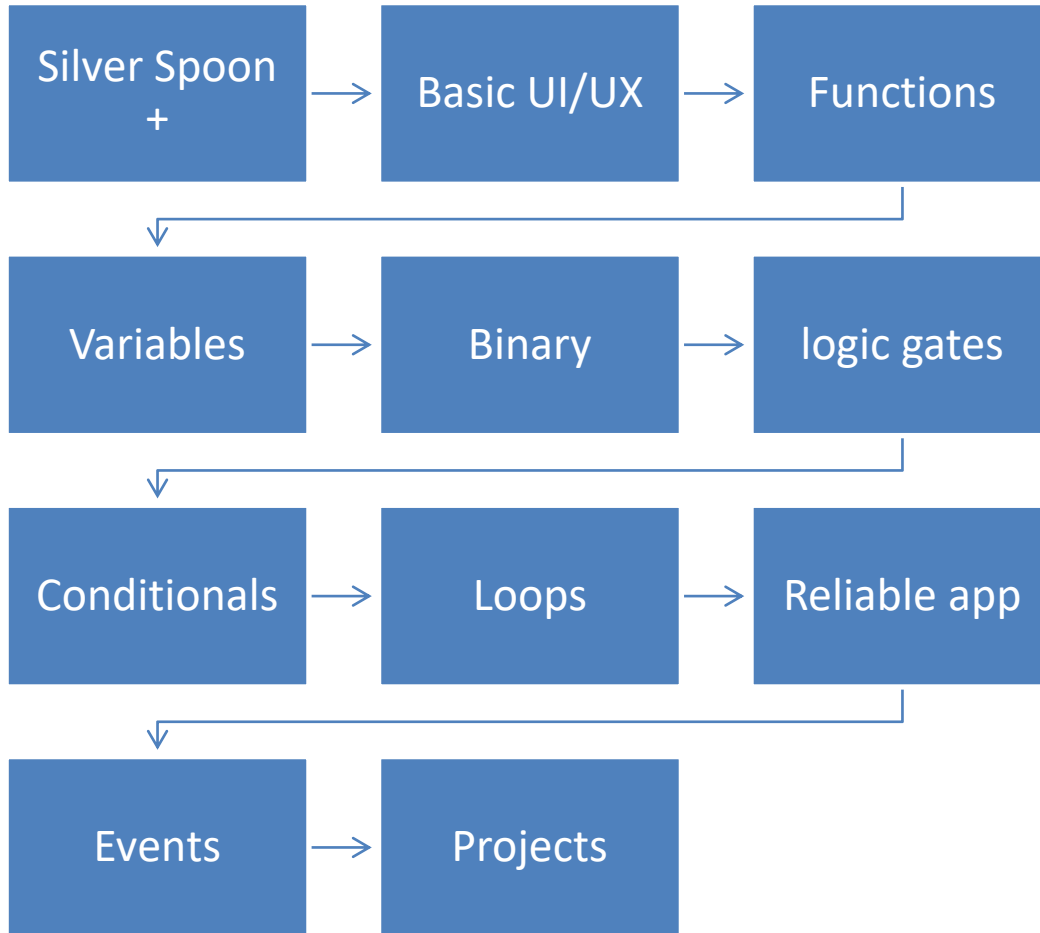 Silver Spoon
+
Basic UI/UX
Functions
Variables
Binary
logic gates
Conditionals
Loops
Reliable app
Events
Projects